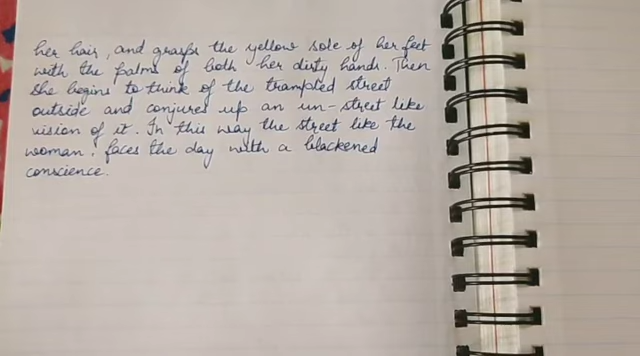 her hair, and grasps the yellow sole of her feet
with the palms of both her dirty hands. Then
she begins to think of the trampled street
outside and conjures up an un-street like
vision of it. In this way the street like the
woman, faces the day with a blackened
conscience.